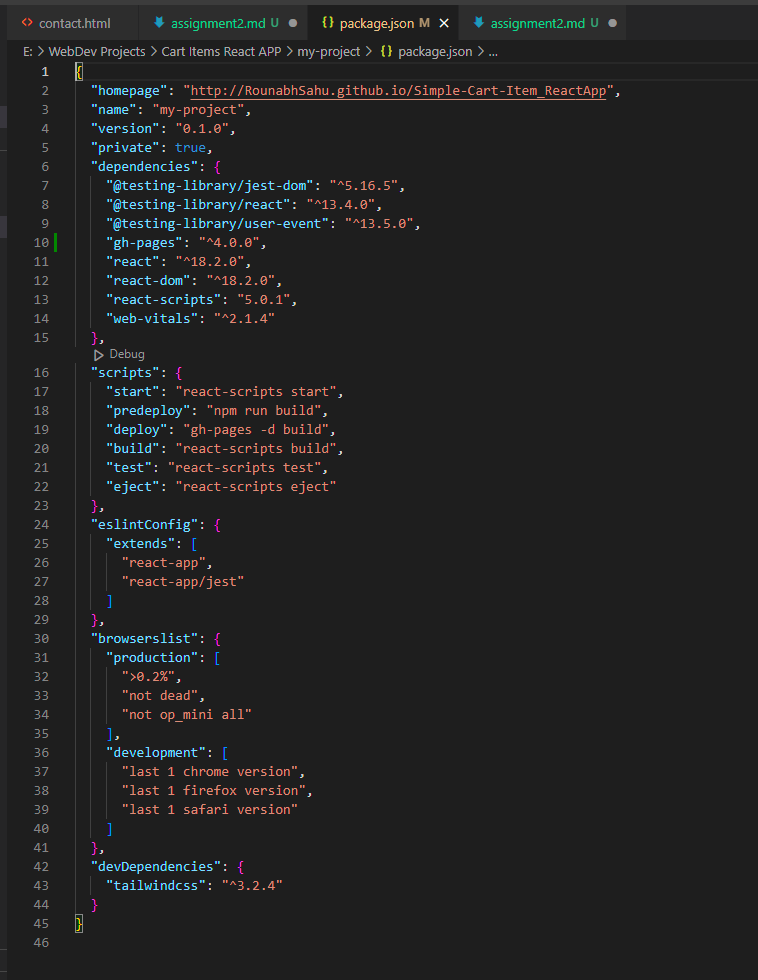 contact.html assignment2.md U package.json M assignment2.md U
E: > WebDev Projects > Cart Items React APP > my-project > {} package.json > ...
1 {
2 "homepage": "http://RounabhSahu.github.io/Simple-Cart-Item_ReactApp",
3 "name": "my-project",
4 "version": "0.1.0",
5 "private": true,
6 "dependencies": {
7 "@testing-library/jest-dom": "^5.16.5",
8 "@testing-library/react": "^13.4.0",
9 "@testing-library/user-event": "^13.5.0",
10 "gh-pages": "^4.0.0",
11 "react": "^18.2.0",
12 "react-dom": "^18.2.0",
13 "react-scripts": "5.0.1",
14 "web-vitals": "^2.1.4"
15 },
Debug
16 "scripts": {
17 "start": "react-scripts start",
18 "predeploy": "npm run build",
19 "deploy": "gh-pages -d build",
20 "build": "react-scripts build",
21 "test": "react-scripts test",
22 "eject": "react-scripts eject"
23 },
24 "eslintConfig": {
25 "extends": [
26 "react-app",
27 "react-app/jest"
28 ]
29 },
30 "browserslist": {
31 "production": [
32 ">0.2%",
33 "not dead",
34 "not op_mini all"
35 ],
36 "development": [
37 "last 1 chrome version",
38 "last 1 firefox version",
39 "last 1 safari version"
40 ]
41 },
42 "devDependencies": {
43 "tailwindcss": "^3.2.4"
44 }
45 }
46